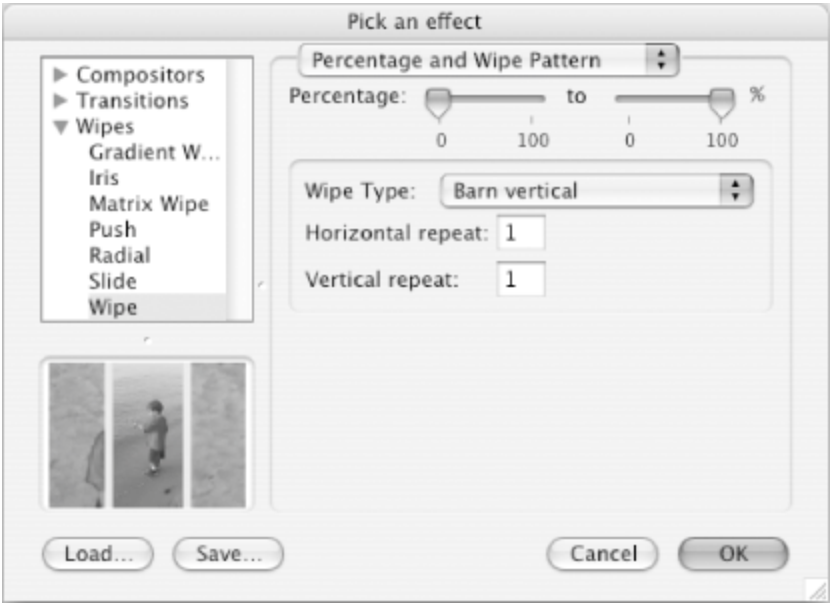 Pick an effect
Compositors
Transitions
Wipes
Gradient W...
Iris
Matrix Wipe
Push
Radial
Slide
Wipe
Percentage and Wipe Pattern
Percentage: to %
0 100 0 100
Wipe Type: Barn vertical
Horizontal repeat: 1
Vertical repeat: 1
Load... Save... Cancel OK